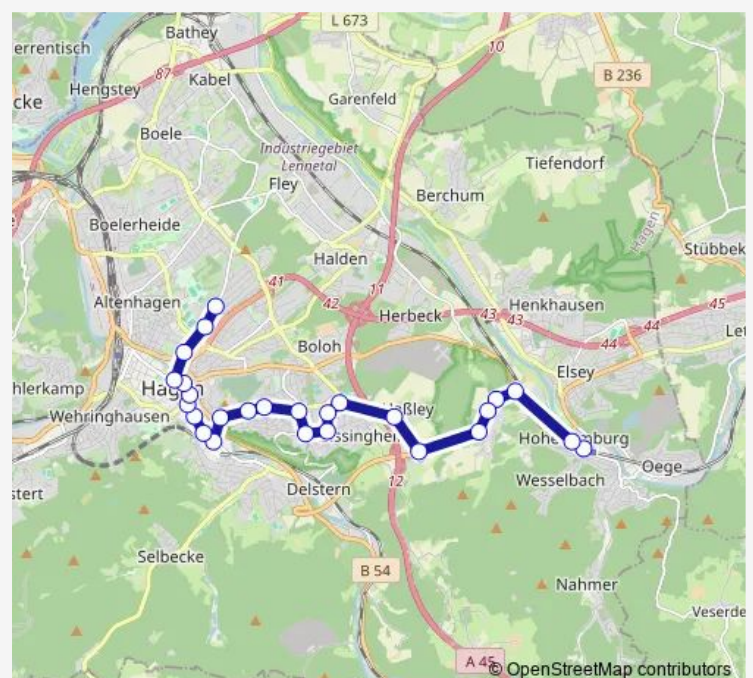 L 673
Bathey
errentisch
10
87
Kabel
B 236
Hengstey
cke
Garenfeld
Boele
Industriegebiet
Lennetal
Tiefendorf
Fley
Berchum
Boelerheide
Hagen
Stübbek
Halden
41
11
Altenhagen
42
45
Henkhausen
Herbeck
43
43
44
44
Let
Boloh
Elsey
hlerkamp
Wehringhausen
Oege
Wesselbach
stert
Delstern
12
Selbecke
B 54
Nahmer
Veserde
A 45
© OpenStreetMap contributors